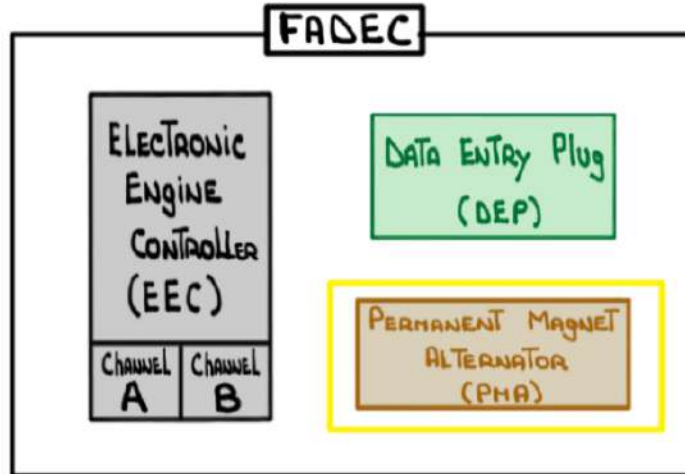 FADEC
ELECTRONIC
ENGINE
CONTROLLER
(EEC)
CHANNEL
A
CHANNEL
B
DATA ENTRY Plug
(DEP)
PERMANENT MAGNET
ALTERNATOR
(PMA)